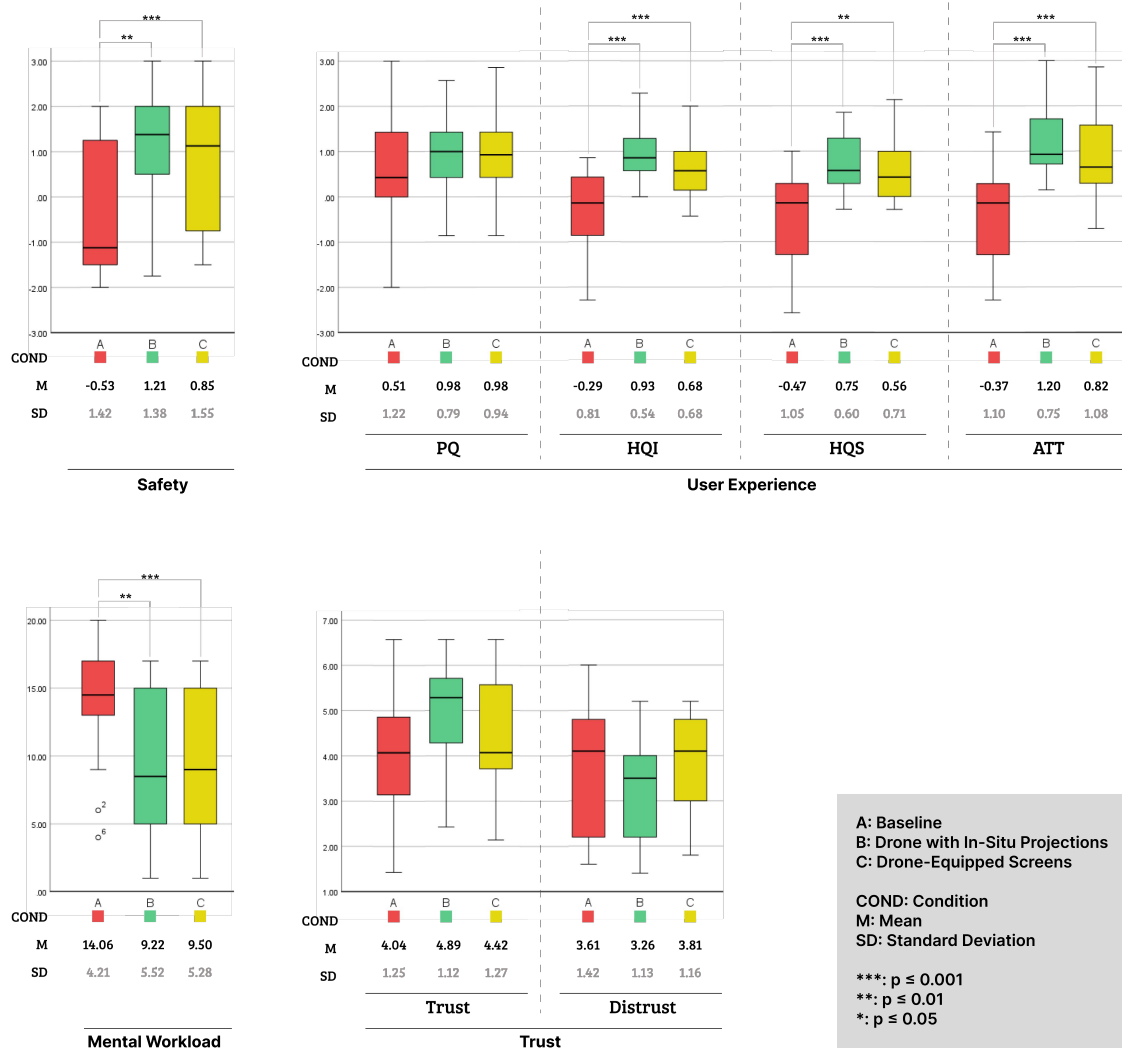 ***
**
3.00
2.00
1.00
.00
-1.00
-2.00
-3.00
A B C
COND
M -0.53 1.21 0.85
SD 1.42 1.38 1.55
Safety
*** ** ***
*** *** ***
3.00
2.00
1.00
.00
-1.00
-2.00
-3.00
A B C A B C A B C A B C
COND
M 0.51 0.98 0.98 -0.29 0.93 0.68 -0.47 0.75 0.56 -0.37 1.20 0.82
SD 1.22 0.79 0.94 0.81 0.54 0.68 1.05 0.60 0.71 1.10 0.75 1.08
PQ HQI HQS ATT
User Experience
***
**
20.00
15.00
10.00
5.00
.00
2
6
A B C
COND
M 14.06 9.22 9.50
SD 4.21 5.52 5.28
Mental Workload
7.00
6.00
5.00
4.00
3.00
2.00
1.00
A B C A B C
COND
M 4.04 4.89 4.42 3.61 3.26 3.81
SD 1.25 1.12 1.27 1.42 1.13 1.16
Trust Distrust
Trust
A: Baseline
B: Drone with In-Situ Projections
C: Drone-Equipped Screens
COND: Condition
M: Mean
SD: Standard Deviation
***: p ≤ 0.001
**: p ≤ 0.01
*: p ≤ 0.05